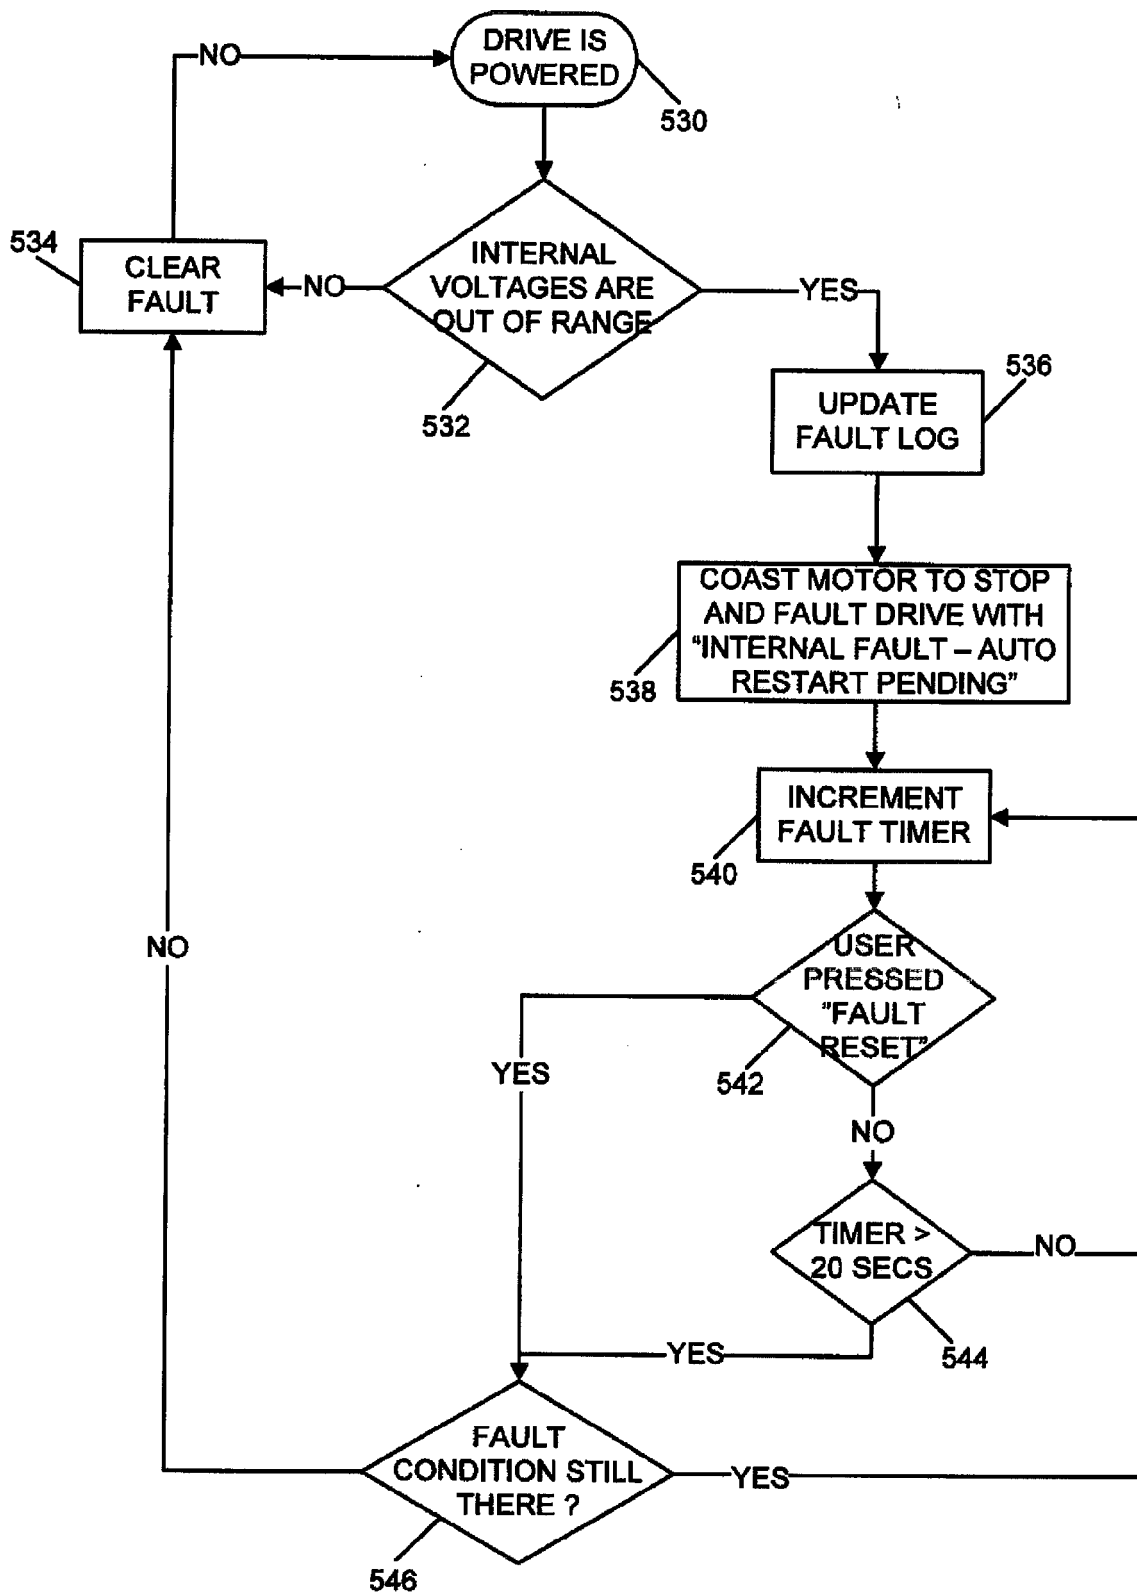 NO
DRIVE IS
POWERED
530
534
CLEAR
FAULT
NO
INTERNAL
VOLTAGES ARE
OUT OF RANGE
YES
532
536
UPDATE
FAULT LOG
COAST MOTOR TO STOP
AND FAULT DRIVE WITH
"INTERNAL FAULT – AUTO
RESTART PENDING"
538
INCREMENT
FAULT TIMER
540
NO
USER
PRESSED
"FAULT
RESET"
542
YES
NO
TIMER >
20 SECS
NO
544
YES
FAULT
CONDITION STILL
THERE ?
YES
546